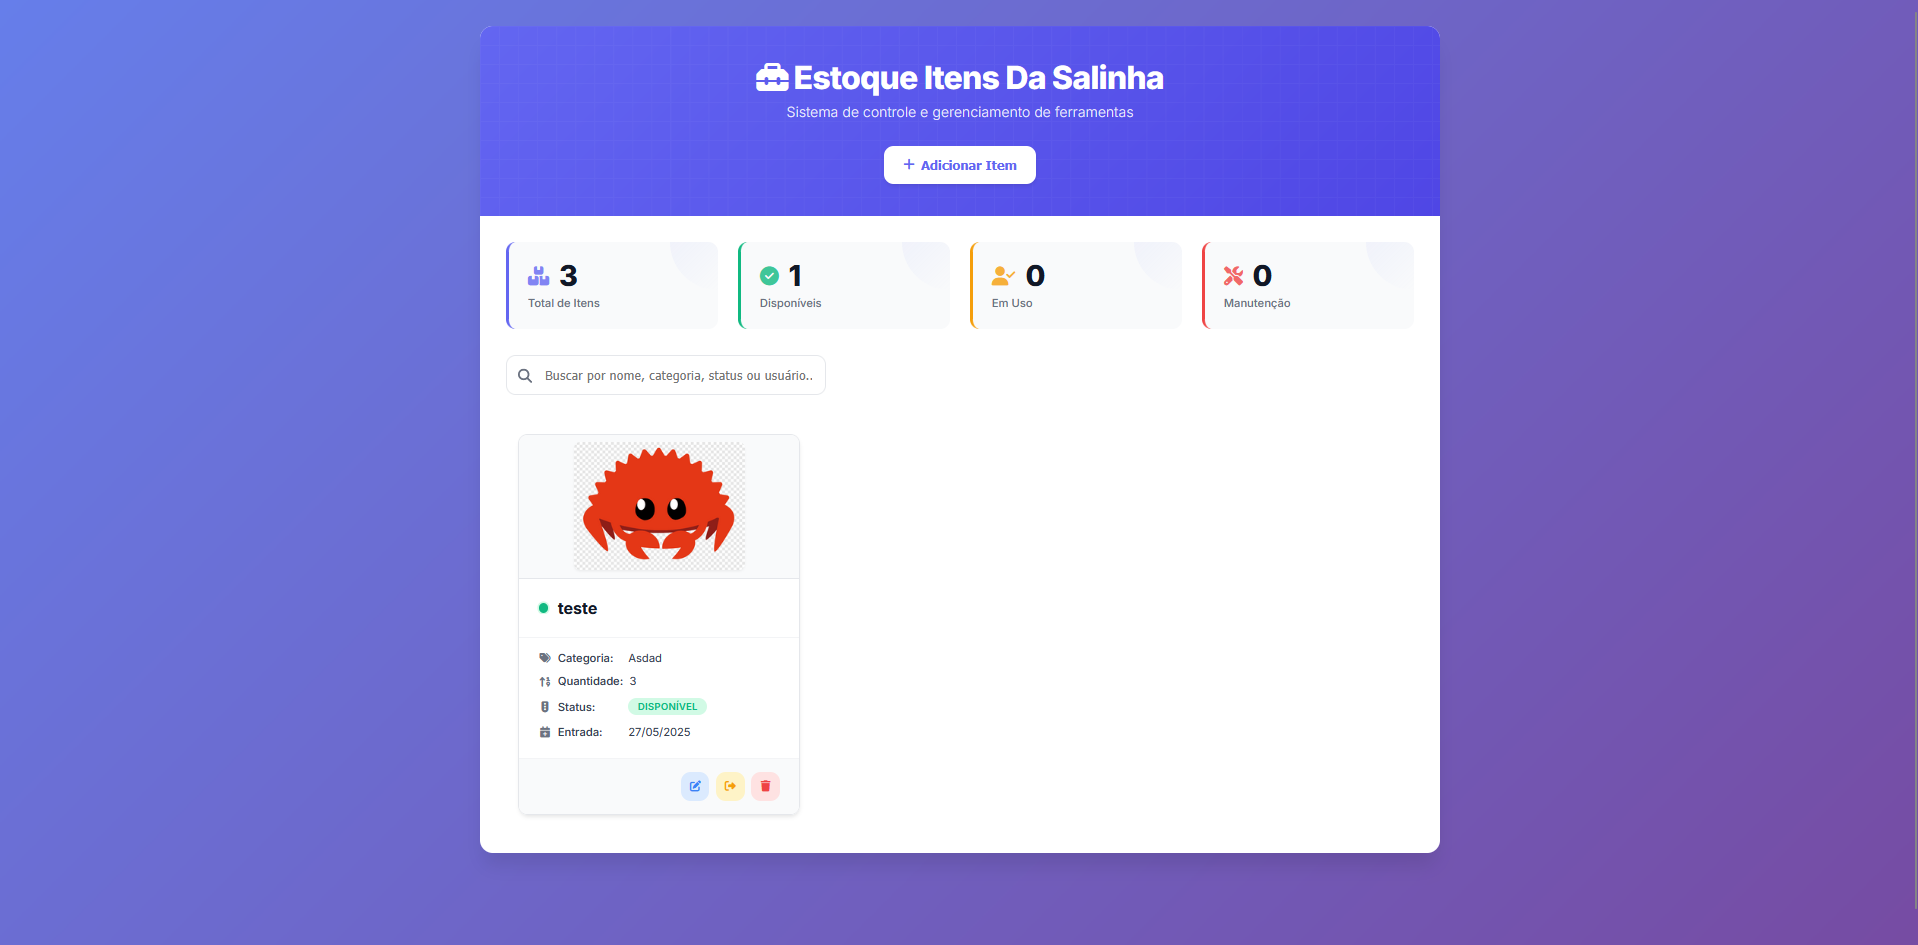 Estoque Itens Da Salinha
Sistema de controle e gerenciamento de ferramentas
Adicionar Item
3
Total de Itens
1
Disponíveis
0
Em Uso
0
Manutenção
Buscar por nome, categoria, status ou usuário..
teste
Categoria: Asdad
Quantidade: 3
Status: DISPONÍVEL
Entrada: 27/05/2025